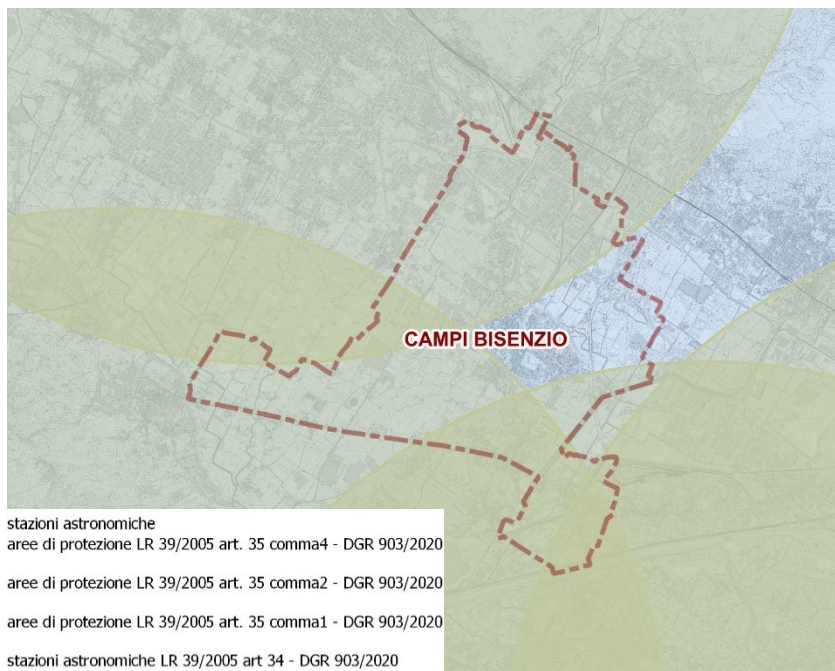 CAMPI BISENZIO
stazioni astronomiche
aree di protezione LR 39/2005 art. 35 comma4 - DGR 903/2020
aree di protezione LR 39/2005 art. 35 comma2 - DGR 903/2020
aree di protezione LR 39/2005 art. 35 comma1 - DGR 903/2020
stazioni astronomiche LR 39/2005 art 34 - DGR 903/2020